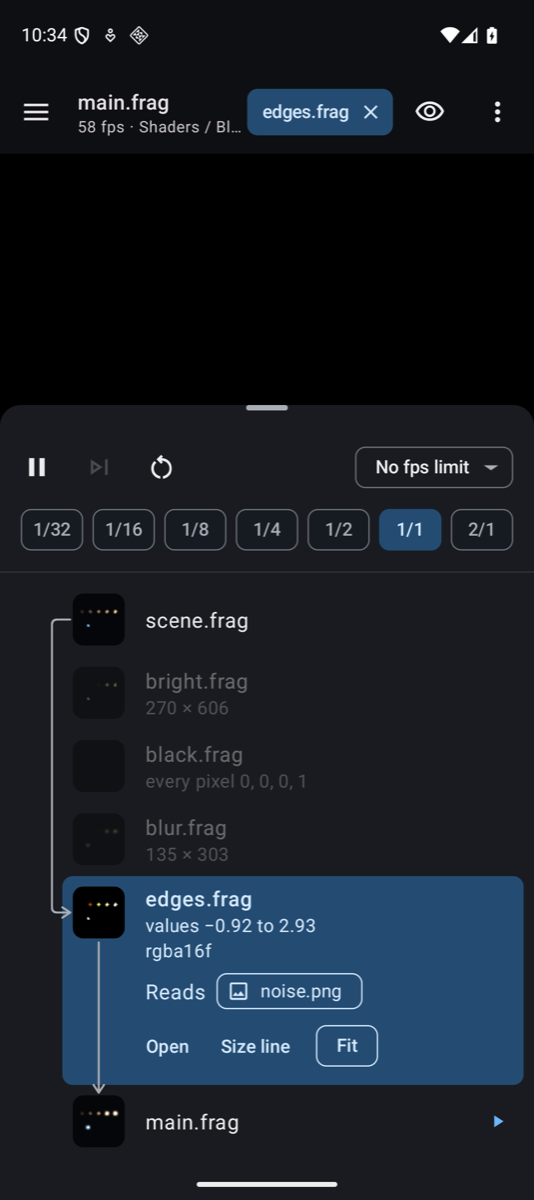 10:34
main.frag
58 fps · Shaders / Bl…
edges.frag
No fps limit
1/32 1/16 1/8 1/4 1/2 1/1 2/1
scene.frag
bright.frag
270 × 606
black.frag
every pixel 0, 0, 0, 1
blur.frag
135 × 303
edges.frag
values −0.92 to 2.93
rgba16f
Reads noise.png
Open Size line Fit
main.frag